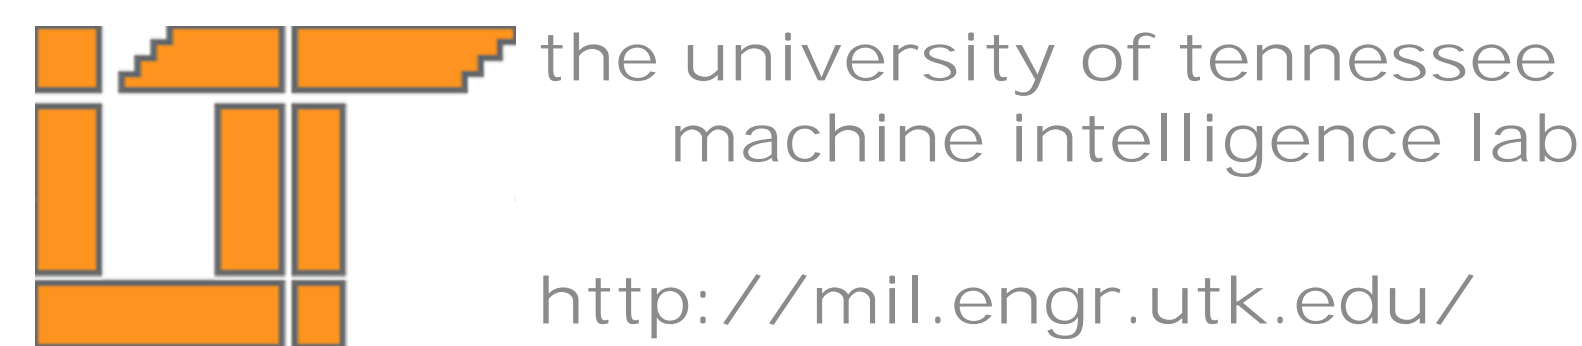 the university of tennessee
machine intelligence lab
http://mil.engr.utk.edu/